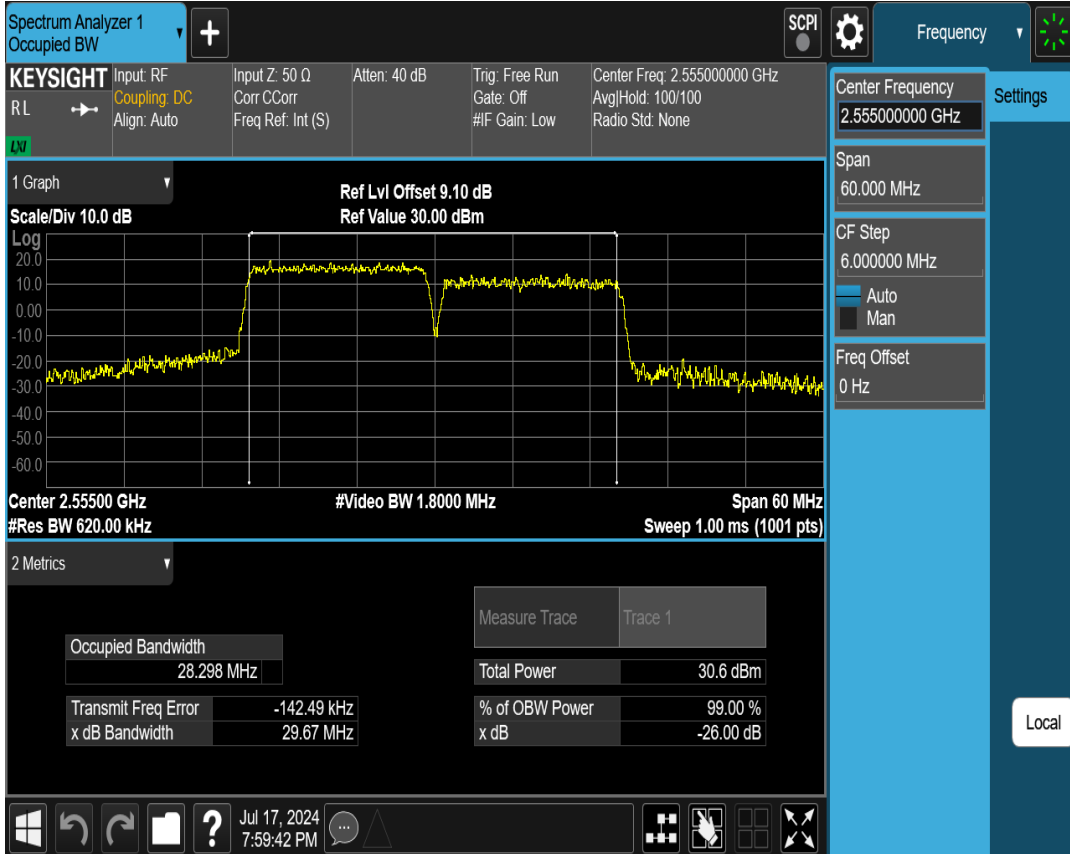 Spectrum Analyzer 1
Occupied BW
SCPI
Frequency
KEYSIGHT
RL
LXI
Input: RF
Coupling: DC
Align: Auto
Input Z: 50 Ω
Corr CCorr
Freq Ref: Int (S)
Atten: 40 dB
Trig: Free Run
Gate: Off
#IF Gain: Low
Center Freq: 2.555000000 GHz
Avg|Hold: 100/100
Radio Std: None
Center Frequency
2.555000000 GHz
Settings
Span
60.000 MHz
CF Step
6.000000 MHz
Auto
Man
Freq Offset
0 Hz
Local
1 Graph
Ref Lvl Offset 9.10 dB
Scale/Div 10.0 dB
Ref Value 30.00 dBm
Log
20.0
10.0
0.00
-10.0
-20.0
-30.0
-40.0
-50.0
-60.0
Center 2.55500 GHz
#Video BW 1.8000 MHz
Span 60 MHz
#Res BW 620.00 kHz
Sweep 1.00 ms (1001 pts)
2 Metrics
Measure Trace
Trace 1
Occupied Bandwidth
28.298 MHz
Total Power
30.6 dBm
Transmit Freq Error
-142.49 kHz
% of OBW Power
99.00 %
x dB Bandwidth
29.67 MHz
x dB
-26.00 dB
?
Jul 17, 2024
7:59:42 PM